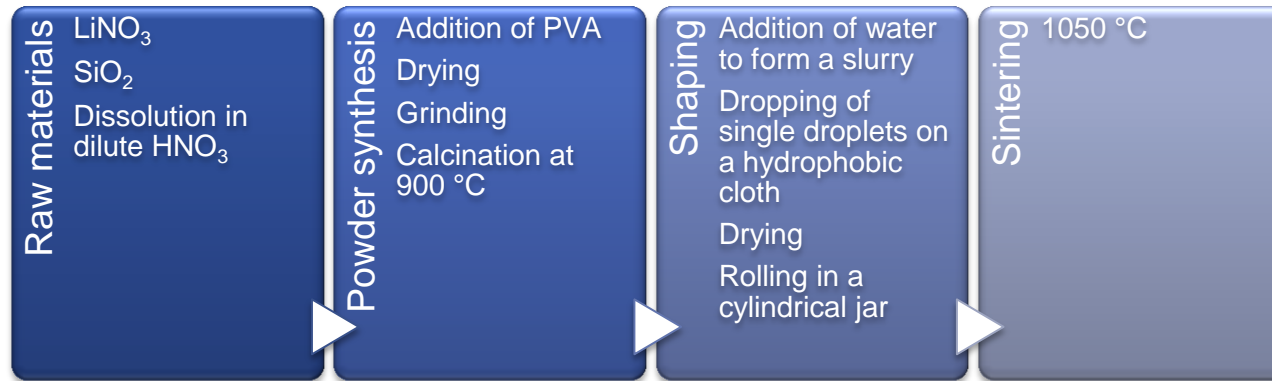 Raw materials
LiNO₃
SiO₂
Dissolution in
dilute HNO₃
Powder synthesis
Addition of PVA
Drying
Grinding
Calcination at
900 °C
Shaping
Addition of water
to form a slurry
Dropping of
single droplets on
a hydrophobic
cloth
Drying
Rolling in a
cylindrical jar
Sintering
1050 °C